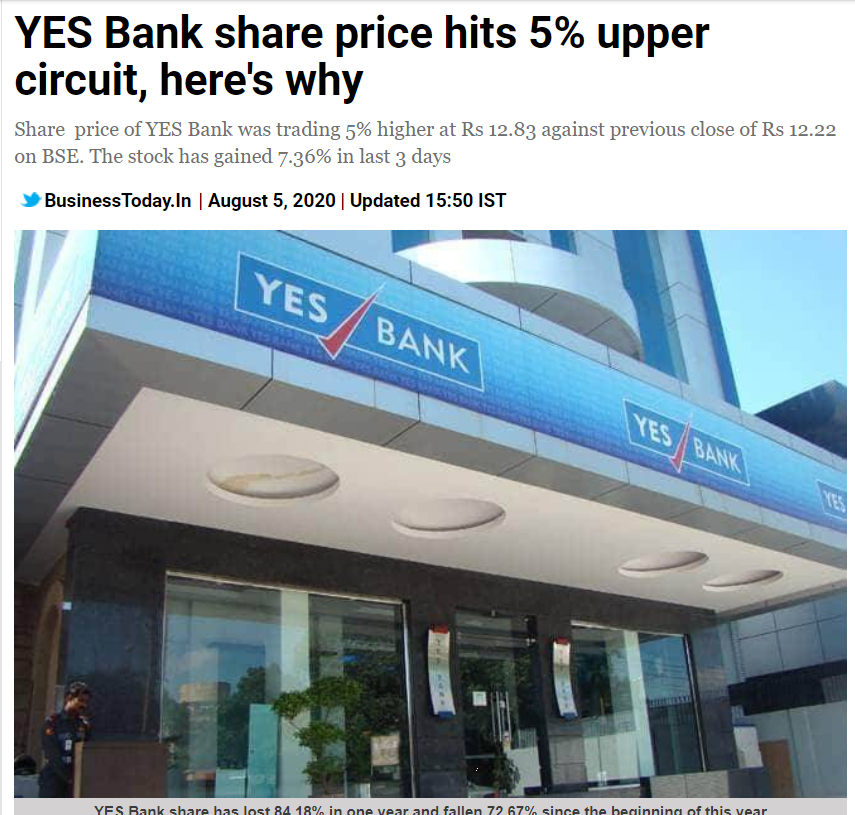 YES Bank share price hits 5% upper
circuit, here's why
Share price of YES Bank was trading 5% higher at Rs 12.83 against previous close of Rs 12.22
on BSE. The stock has gained 7.36% in last 3 days
BusinessToday.In | August 5, 2020 | Updated 15:50 IST
YES BANK
YES BANK
YES
YES BANK
YES Bank share has lost 84.18% in one year and fallen 72.67% since the beginning of this year